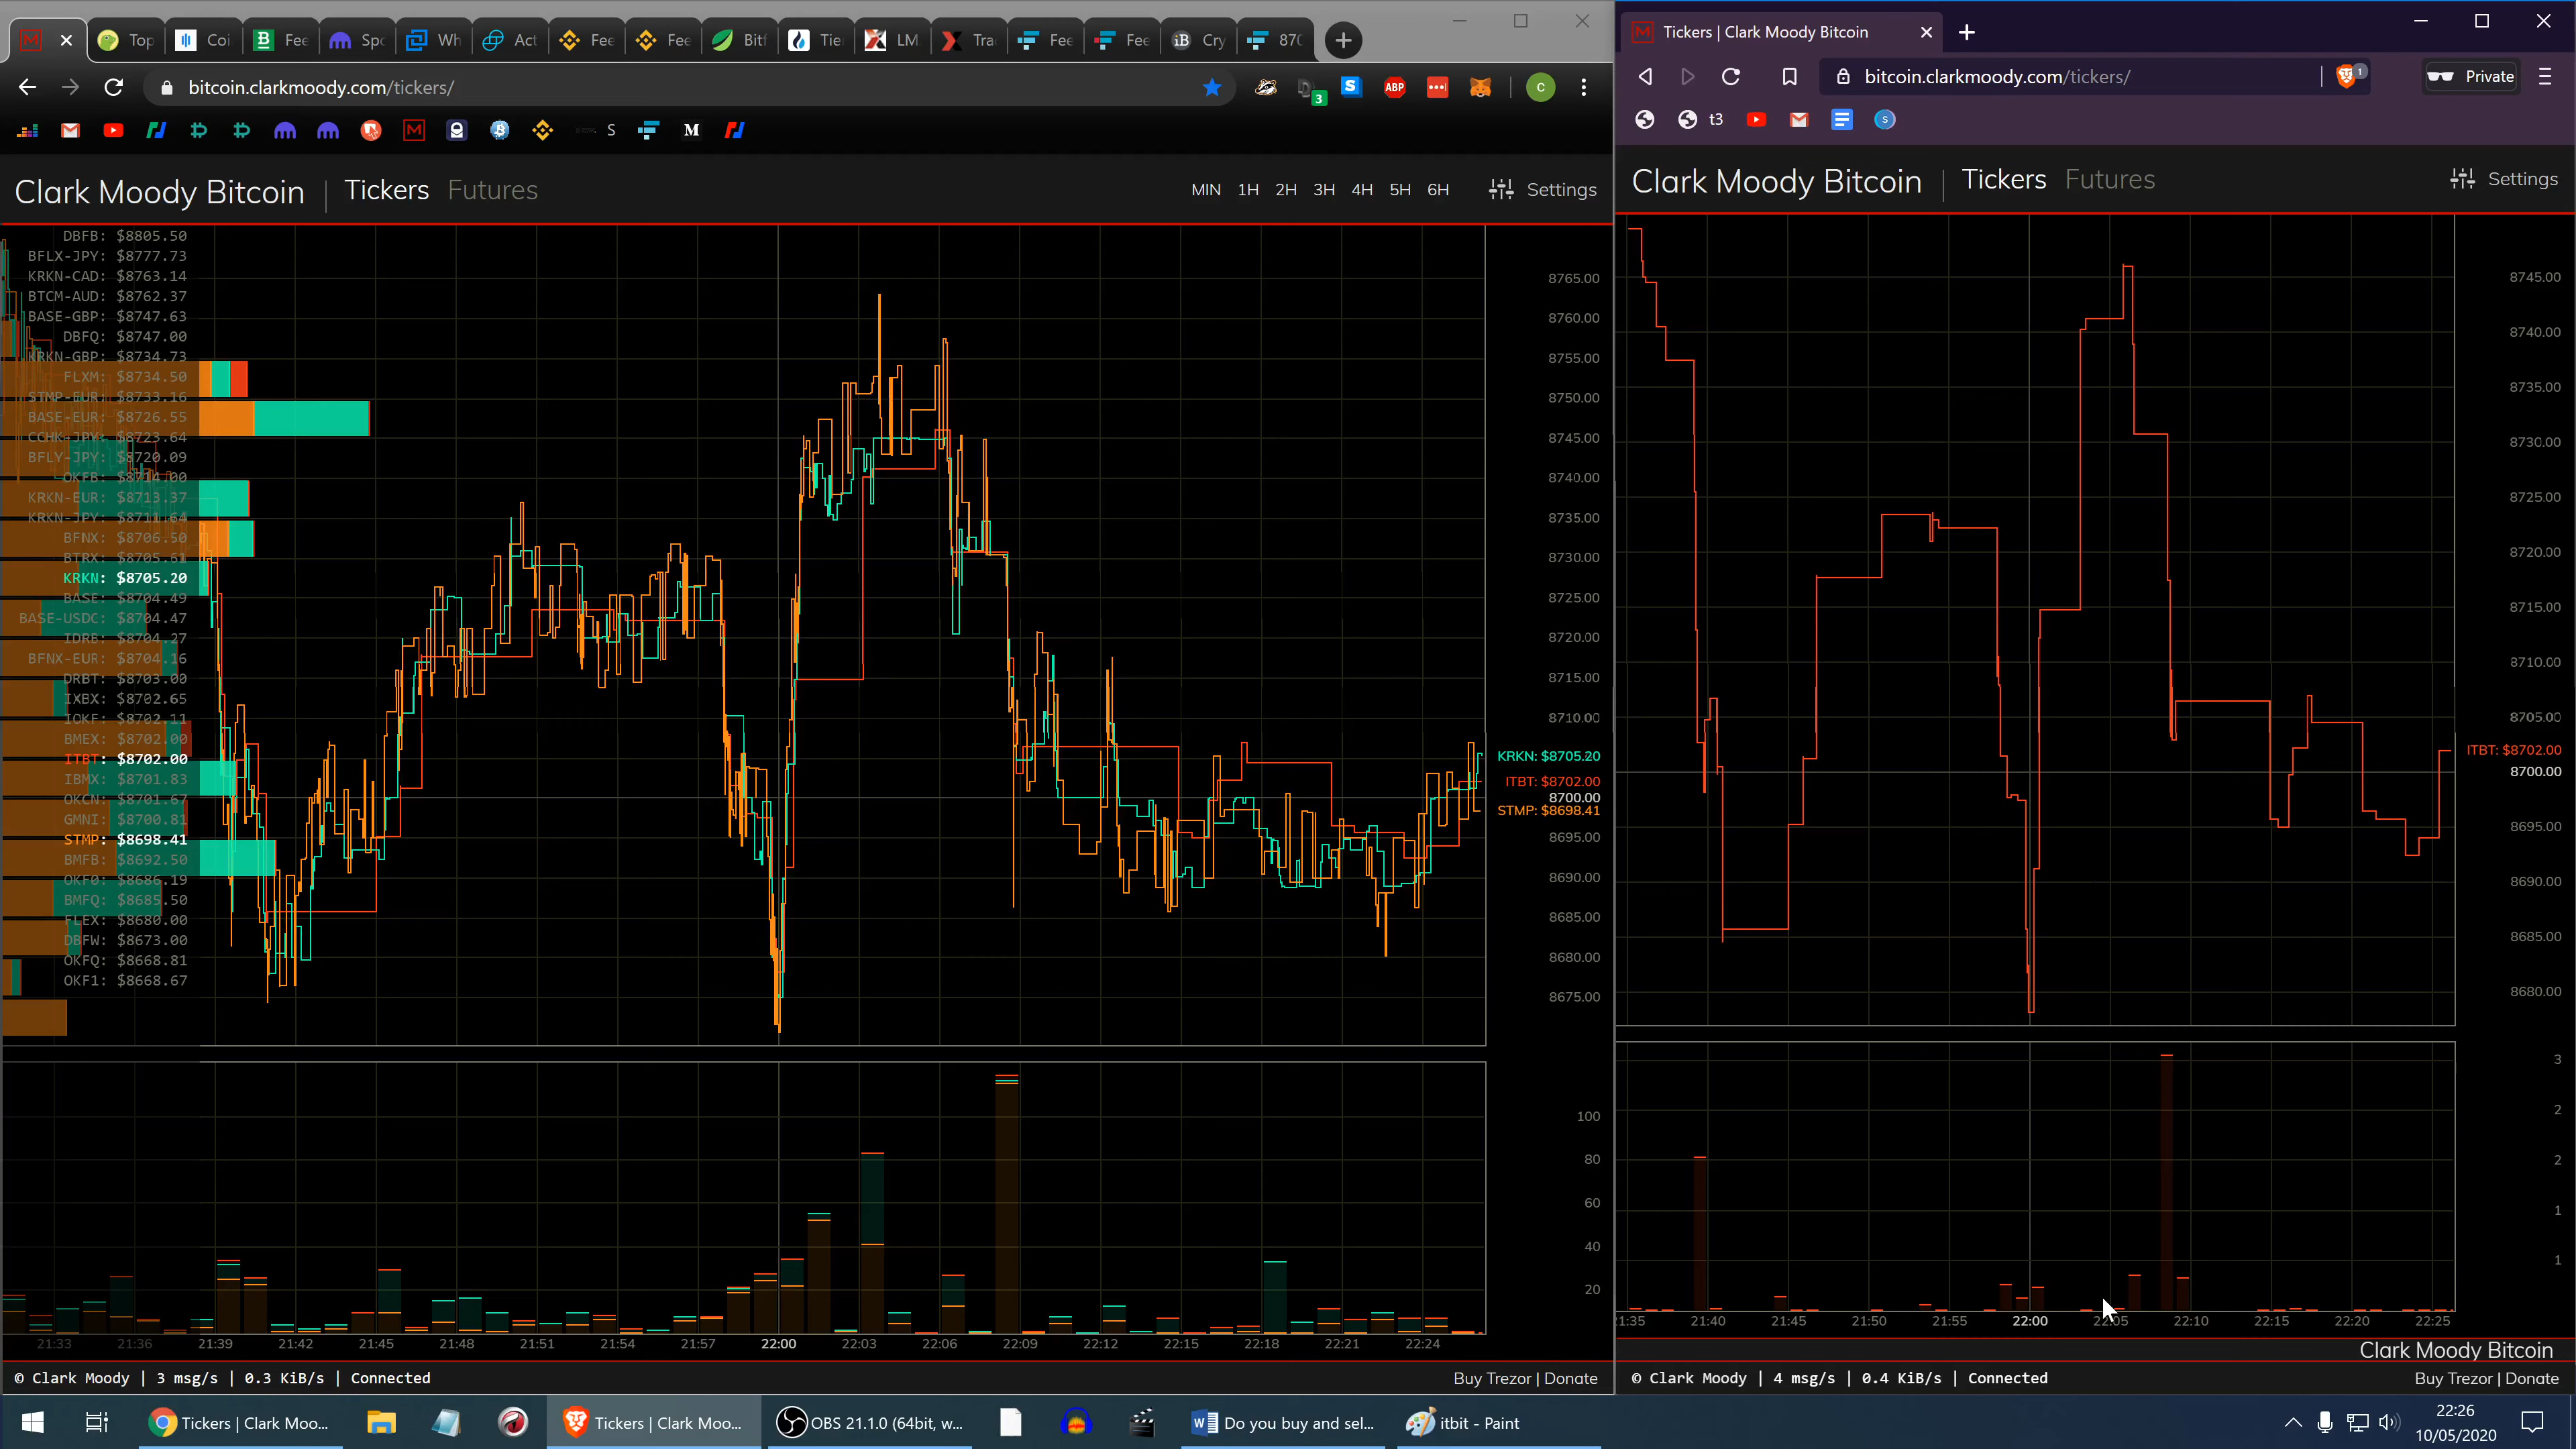 Top
Coi
Fee
Spo
Wh
Act
Fee
Fee
Bitf
Tier
LM
Tra
Fee
Fee
Cry
870
bitcoin.clarkmoody.com/tickers/
3
ABP
C
S
M
Clark Moody Bitcoin | Tickers Futures
MIN 1H 2H 3H 4H 5H 6H Settings
DBFB: $8805.50
BFLX-JPY: $8777.73
KRKN-CAD: $8763.14
BTCM-AUD: $8762.37
BASE-GBP: $8747.63
DBFQ: $8747.00
KRKN-GBP: $8734.73
FLXM: $8734.50
STMP-EUR: $8733.16
BASE-EUR: $8726.55
CCHK-JPY: $8723.64
BFLY-JPY: $8720.09
OKFB: $8714.00
KRKN-EUR: $8713.37
KRKN-JPY: $8711.64
BFNX: $8706.50
BTRX: $8705.61
KRKN: $8705.20
BASE: $8704.49
BASE-USDC: $8704.47
IDRB: $8704.27
BFNX-EUR: $8704.16
DRBT: $8703.00
IXBX: $8702.65
IOKF: $8702.11
BMEX: $8702.00
ITBT: $8702.00
IBMX: $8701.83
OKCN: $8701.67
GMNI: $8700.81
STMP: $8698.41
BMFB: $8692.50
OKF0: $8686.19
BMFQ: $8685.50
FLEX: $8680.00
DBFW: $8673.00
OKFQ: $8668.81
OKF1: $8668.67
8765.00
8760.00
8755.00
8750.00
8745.00
8740.00
8735.00
8730.00
8725.00
8720.00
8715.00
8710.00
KRKN: $8705.20
ITBT: $8702.00
8700.00
STMP: $8698.41
8695.00
8690.00
8685.00
8680.00
8675.00
100
80
60
40
20
21:33 21:36 21:39 21:42 21:45 21:48 21:51 21:54 21:57 22:00 22:03 22:06 22:09 22:12 22:15 22:18 22:21 22:24
© Clark Moody | 3 msg/s | 0.3 KiB/s | Connected
Buy Trezor | Donate
Tickers | Clark Moody Bitcoin
bitcoin.clarkmoody.com/tickers/
1
Private
t3
Clark Moody Bitcoin | Tickers Futures
Settings
8745.00
8740.00
8735.00
8730.00
8725.00
8720.00
8715.00
8710.00
8705.00
ITBT: $8702.00
8700.00
8695.00
8690.00
8685.00
8680.00
3
2
2
1
1
1:35 21:40 21:45 21:50 21:55 22:00 22:05 22:10 22:15 22:20 22:25
Clark Moody Bitcoin
© Clark Moody | 4 msg/s | 0.4 KiB/s | Connected
Buy Trezor | Donate
Tickers | Clark Moo...
Tickers | Clark Moo...
OBS 21.1.0 (64bit, w...
Do you buy and sel...
itbit - Paint
22:26
10/05/2020